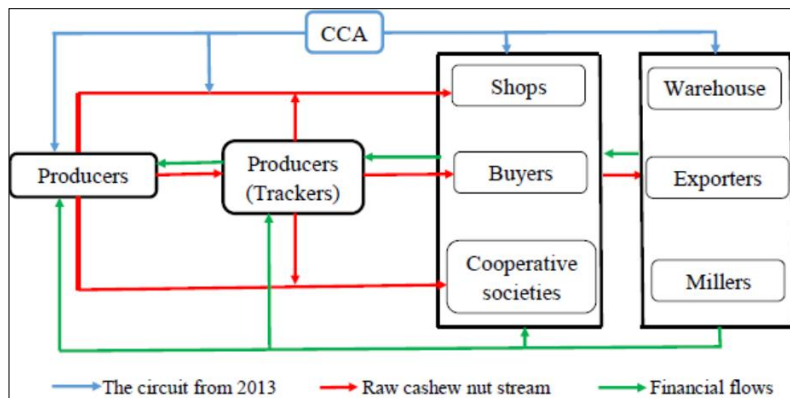 CCA
Shops
Warehouse
Producers
Producers
(Trackers)
Buyers
Exporters
Cooperative
societies
Millers
The circuit from 2013
Raw cashew nut stream
Financial flows